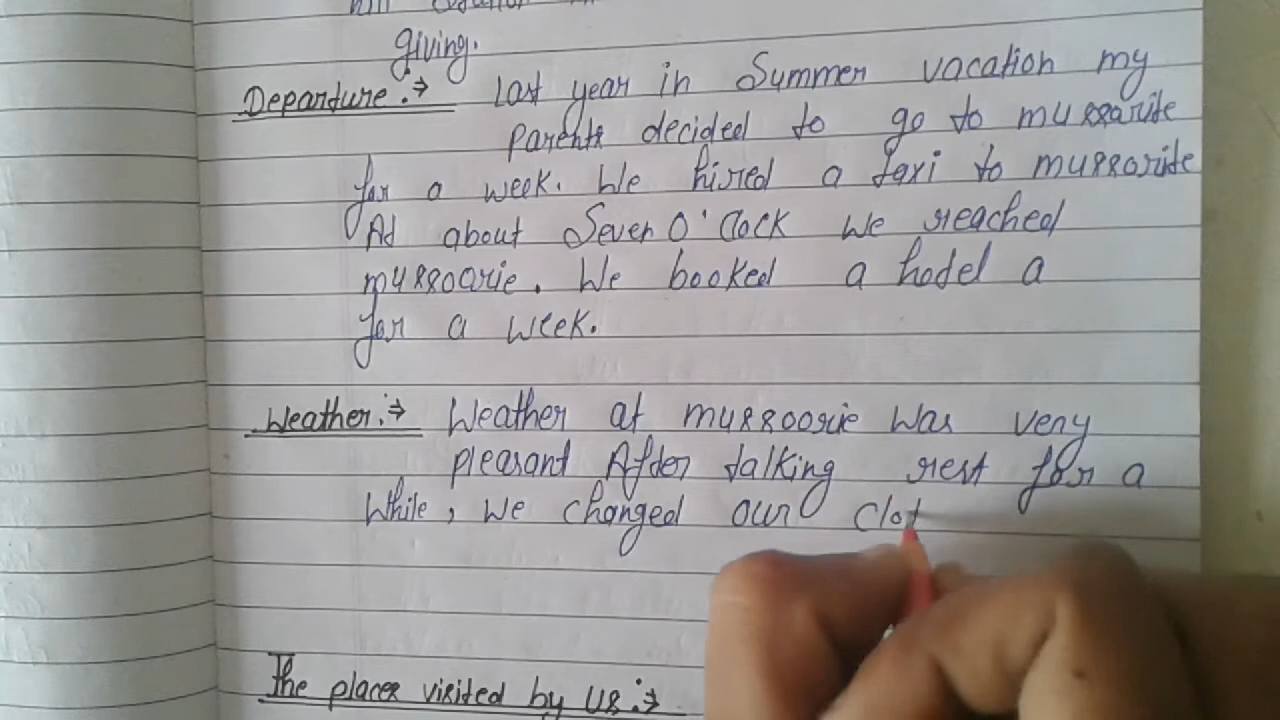 giving.
Departure :→ Last year in Summer vacation my
Parents decided to go to mussarite
for a week. We hired a taxi to mussorite
At about Seven O'Clock we reached
mussoorie. We booked a hotel a
for a week.
Weather :→ Weather at mussoorie was very
pleasant After talking rest for a
While, we changed our Clot
The places visited by us :→